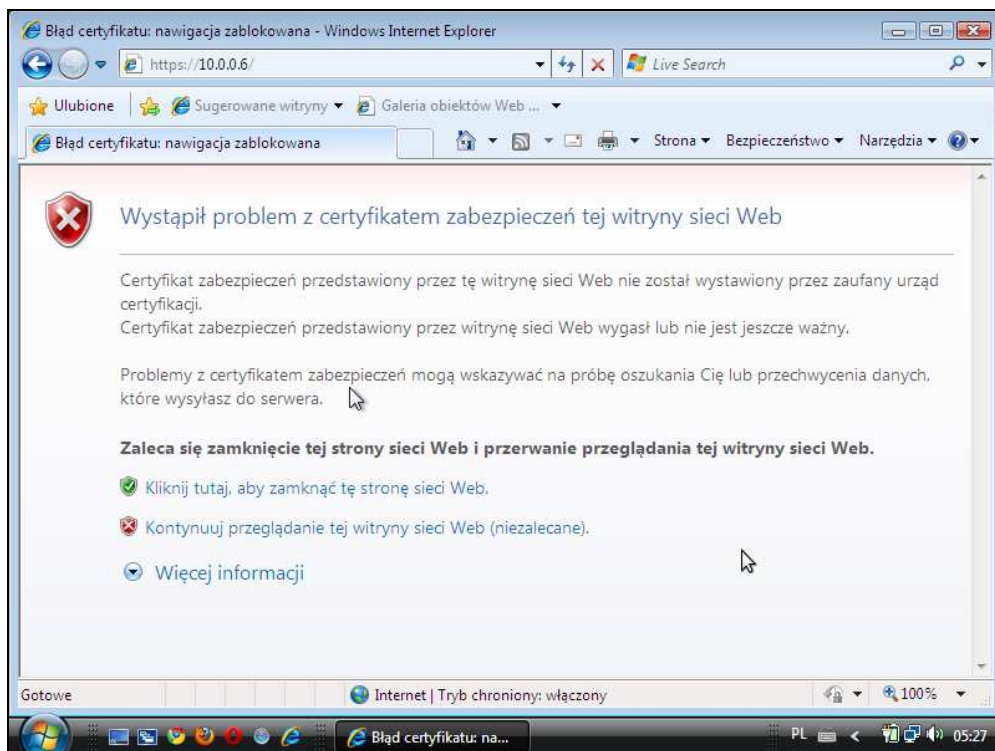 Błąd certyfikatu: nawigacja zablokowana - Windows Internet Explorer
https://10.0.0.6/
Live Search
Ulubione
Sugerowane witryny
Galeria obiektów Web ...
Błąd certyfikatu: nawigacja zablokowana
Strona
Bezpieczeństwo
Narzędzia
Wystąpił problem z certyfikatem zabezpieczeń tej witryny sieci Web
Certyfikat zabezpieczeń przedstawiony przez tę witrynę sieci Web nie został wystawiony przez zaufany urząd
certyfikacji.
Certyfikat zabezpieczeń przedstawiony przez witrynę sieci Web wygasł lub nie jest jeszcze ważny.
Problemy z certyfikatem zabezpieczeń mogą wskazywać na próbę oszukania Cię lub przechwycenia danych,
które wysyłasz do serwera.
Zaleca się zamknięcie tej strony sieci Web i przerwanie przeglądania tej witryny sieci Web.
Kliknij tutaj, aby zamknąć tę stronę sieci Web.
Kontynuuj przeglądanie tej witryny sieci Web (niezalecane).
Więcej informacji
Gotowe
Internet | Tryb chroniony: włączony
100%
Błąd certyfikatu: na...
PL
05:27